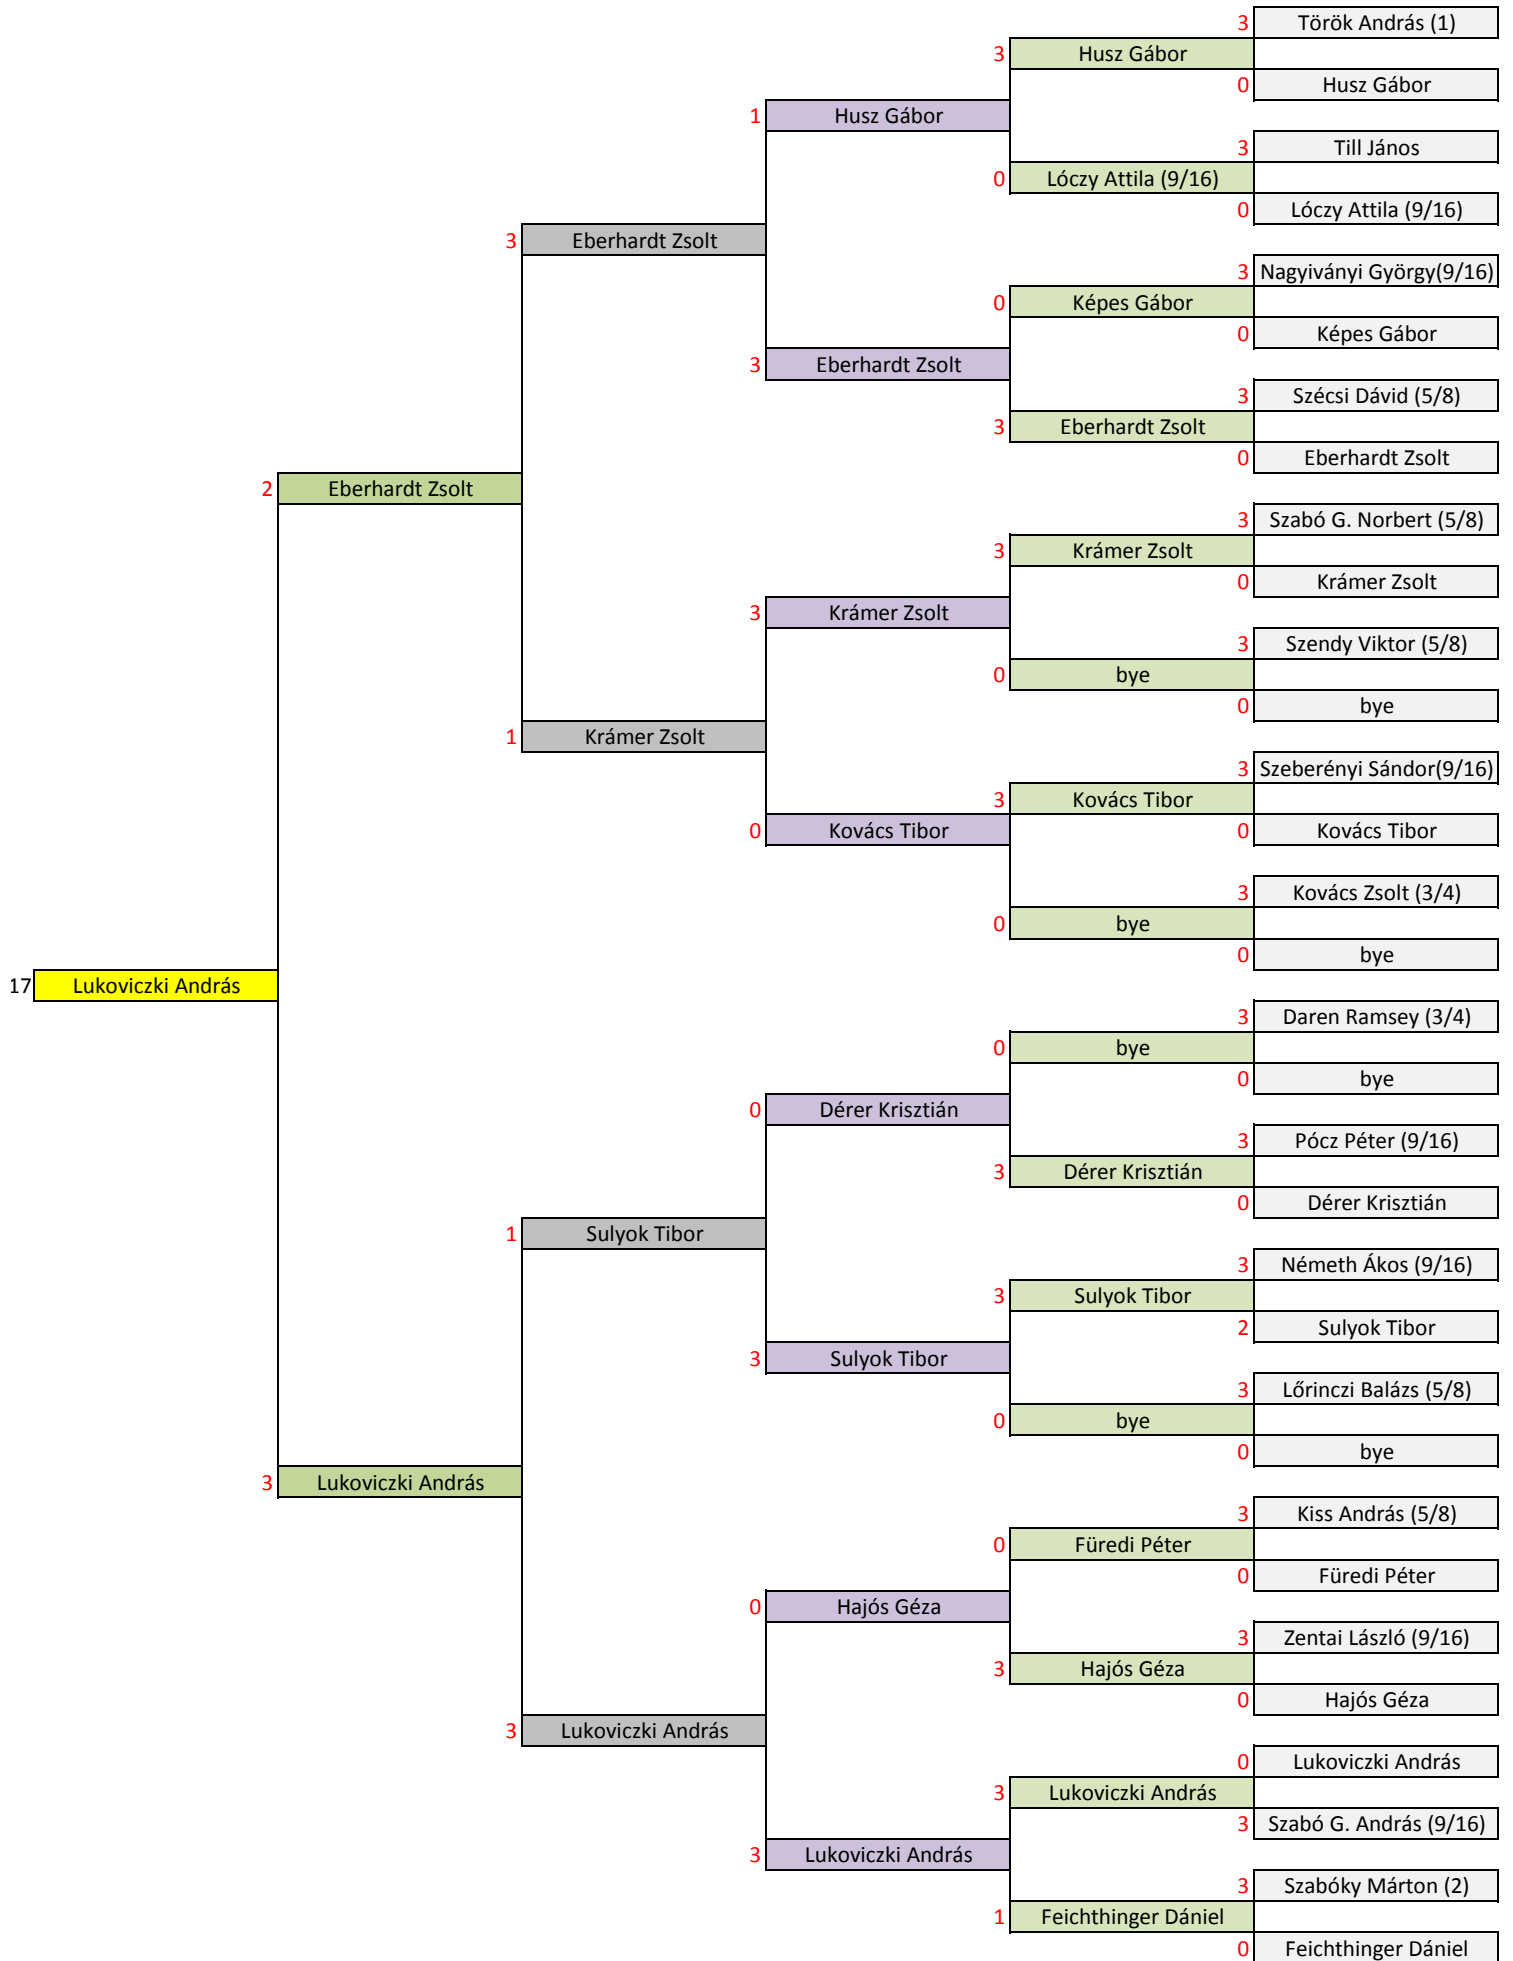 3 Török András (1)
3 Husz Gábor
0 Husz Gábor
1 Husz Gábor
3 Till János
0 Lóczy Attila (9/16)
0 Lóczy Attila (9/16)
3 Eberhardt Zsolt
3 Nagyiványi György(9/16)
0 Képes Gábor
0 Képes Gábor
3 Eberhardt Zsolt
3 Szécsi Dávid (5/8)
3 Eberhardt Zsolt
0 Eberhardt Zsolt
2 Eberhardt Zsolt
3 Szabó G. Norbert (5/8)
3 Krámer Zsolt
0 Krámer Zsolt
3 Krámer Zsolt
3 Szendy Viktor (5/8)
0 bye
0 bye
1 Krámer Zsolt
3 Szeberényi Sándor(9/16)
3 Kovács Tibor
0 Kovács Tibor
0 Kovács Tibor
3 Kovács Zsolt (3/4)
0 bye
0 bye
17 Lukoviczki András
3 Daren Ramsey (3/4)
0 bye
0 bye
0 Dérer Krisztián
3 Pócz Péter (9/16)
3 Dérer Krisztián
0 Dérer Krisztián
1 Sulyok Tibor
3 Németh Ákos (9/16)
3 Sulyok Tibor
2 Sulyok Tibor
3 Sulyok Tibor
3 Lőrinczi Balázs (5/8)
0 bye
0 bye
3 Lukoviczki András
3 Kiss András (5/8)
0 Füredi Péter
0 Füredi Péter
0 Hajós Géza
3 Zentai László (9/16)
3 Hajós Géza
0 Hajós Géza
3 Lukoviczki András
0 Lukoviczki András
3 Lukoviczki András
3 Szabó G. András (9/16)
3 Lukoviczki András
3 Szabóky Márton (2)
1 Feichthinger Dániel
0 Feichthinger Dániel